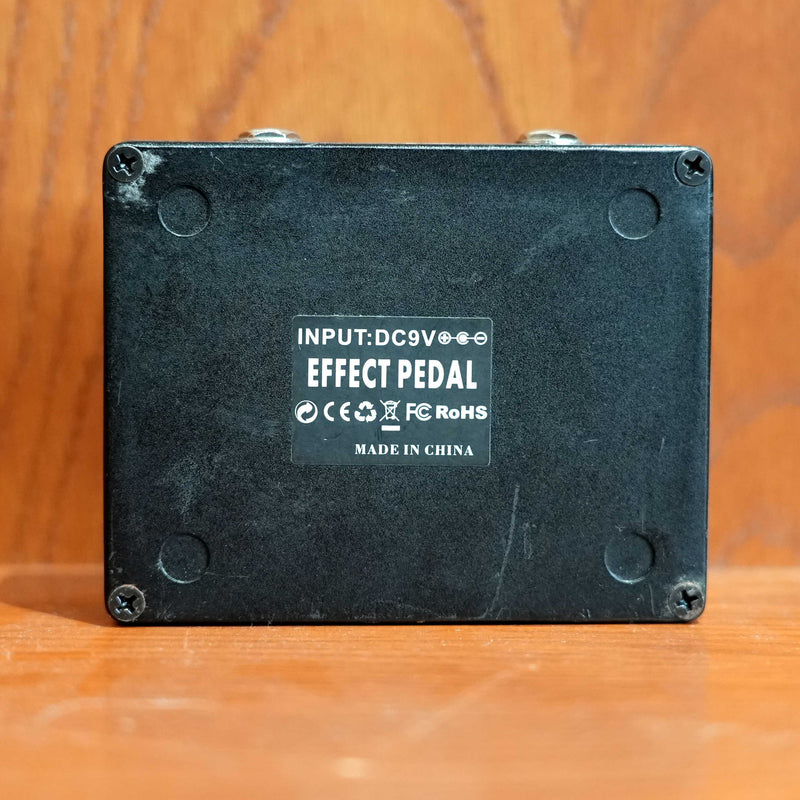 INPUT:DC9V
EFFECT PEDAL
CE FC RoHS
MADE IN CHINA